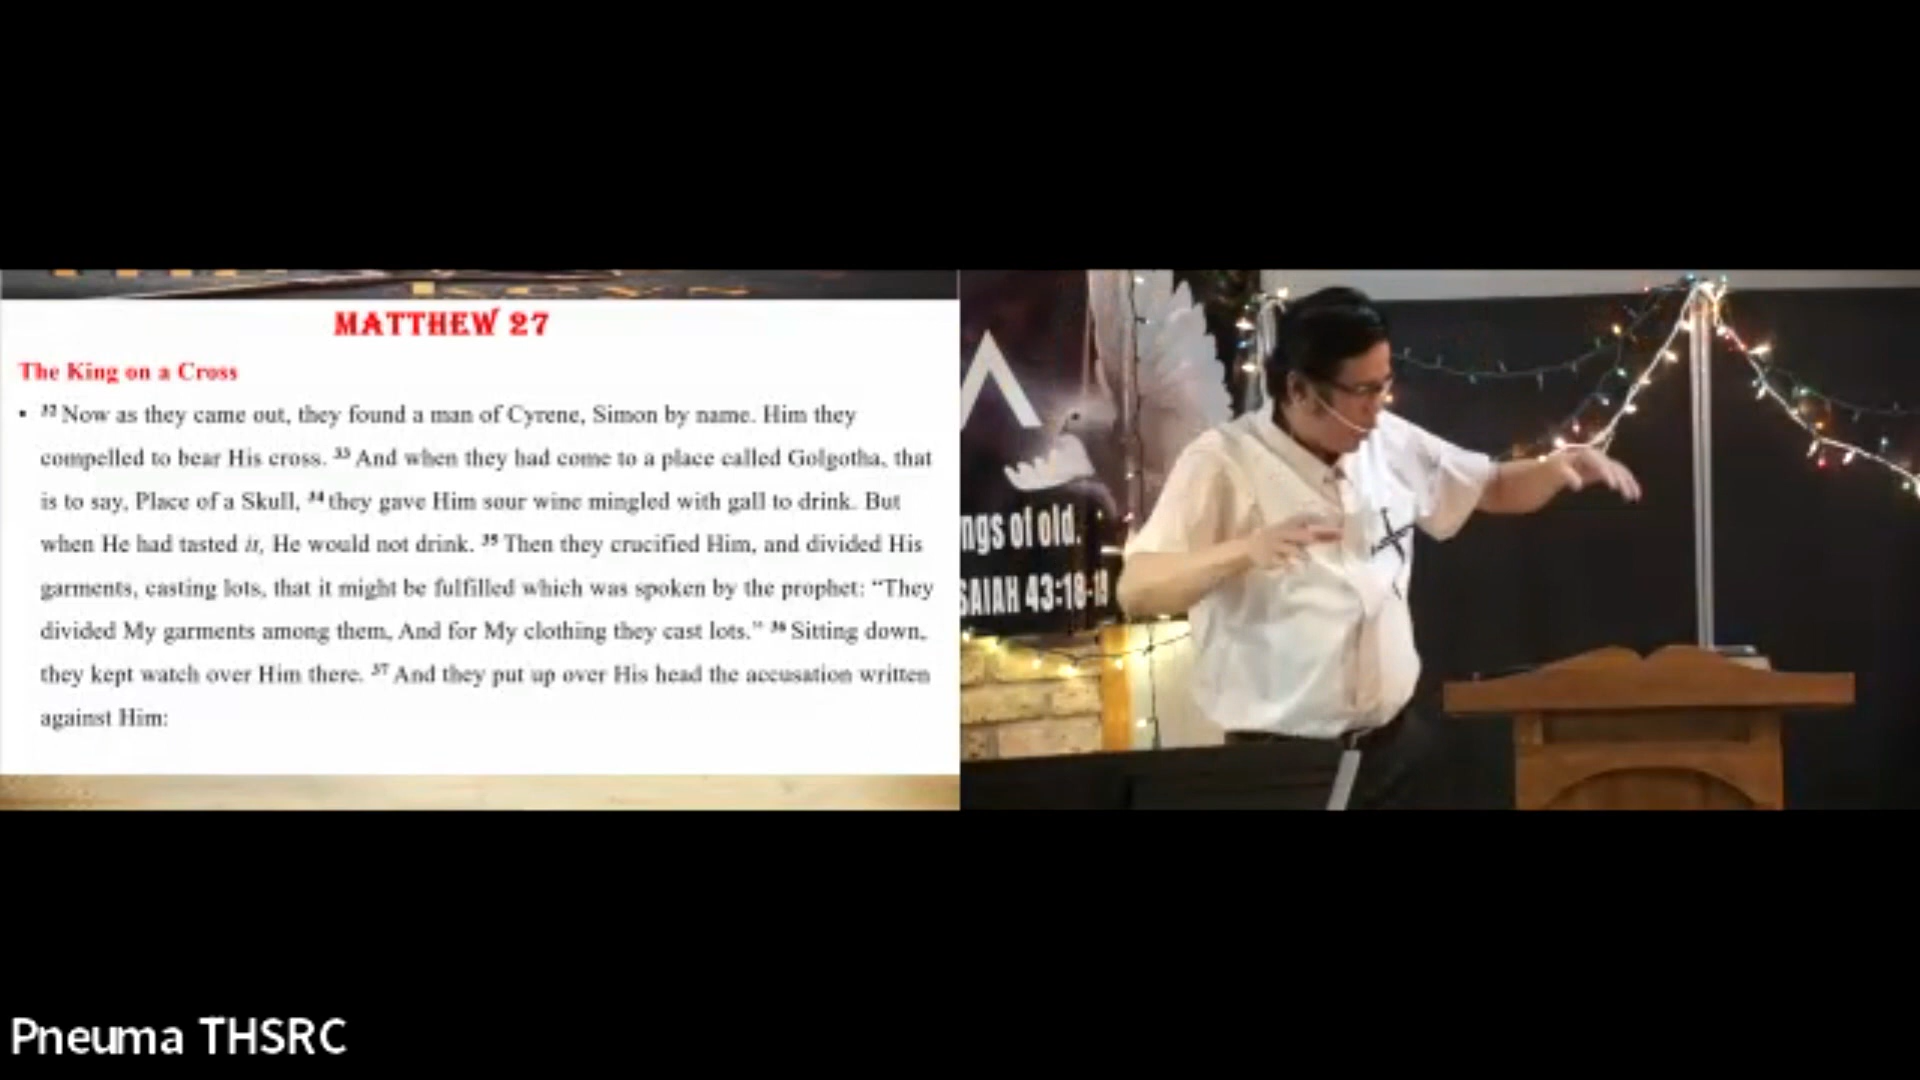 MATTHEW 27
The King on a Cross
• 32 Now as they came out, they found a man of Cyrene, Simon by name. Him they
compelled to bear His cross. 33 And when they had come to a place called Golgotha, that
is to say, Place of a Skull, 34 they gave Him sour wine mingled with gall to drink. But
when He had tasted it, He would not drink. 35 Then they crucified Him, and divided His
garments, casting lots, that it might be fulfilled which was spoken by the prophet: “They
divided My garments among them, And for My clothing they cast lots.” 36 Sitting down,
they kept watch over Him there. 37 And they put up over His head the accusation written
against Him:
ngs of old.
SAIAH 43:18-19
Pneuma THSRC